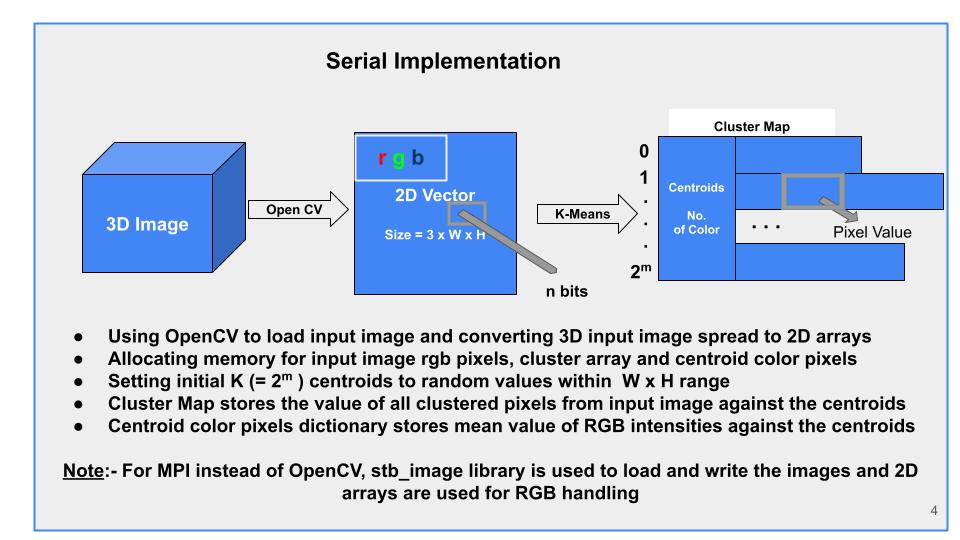 Serial Implementation
Cluster Map
r g b
0
1
.
.
.
2ᵐ
3D Image
Open CV
2D Vector
Size = 3 x W x H
n bits
K-Means
Centroids
No.
of Color
. . .
Pixel Value
● Using OpenCV to load input image and converting 3D input image spread to 2D arrays
● Allocating memory for input image rgb pixels, cluster array and centroid color pixels
● Setting initial K (= 2ᵐ ) centroids to random values within W x H range
● Cluster Map stores the value of all clustered pixels from input image against the centroids
● Centroid color pixels dictionary stores mean value of RGB intensities against the centroids
Note:- For MPI instead of OpenCV, stb_image library is used to load and write the images and 2D
arrays are used for RGB handling
4